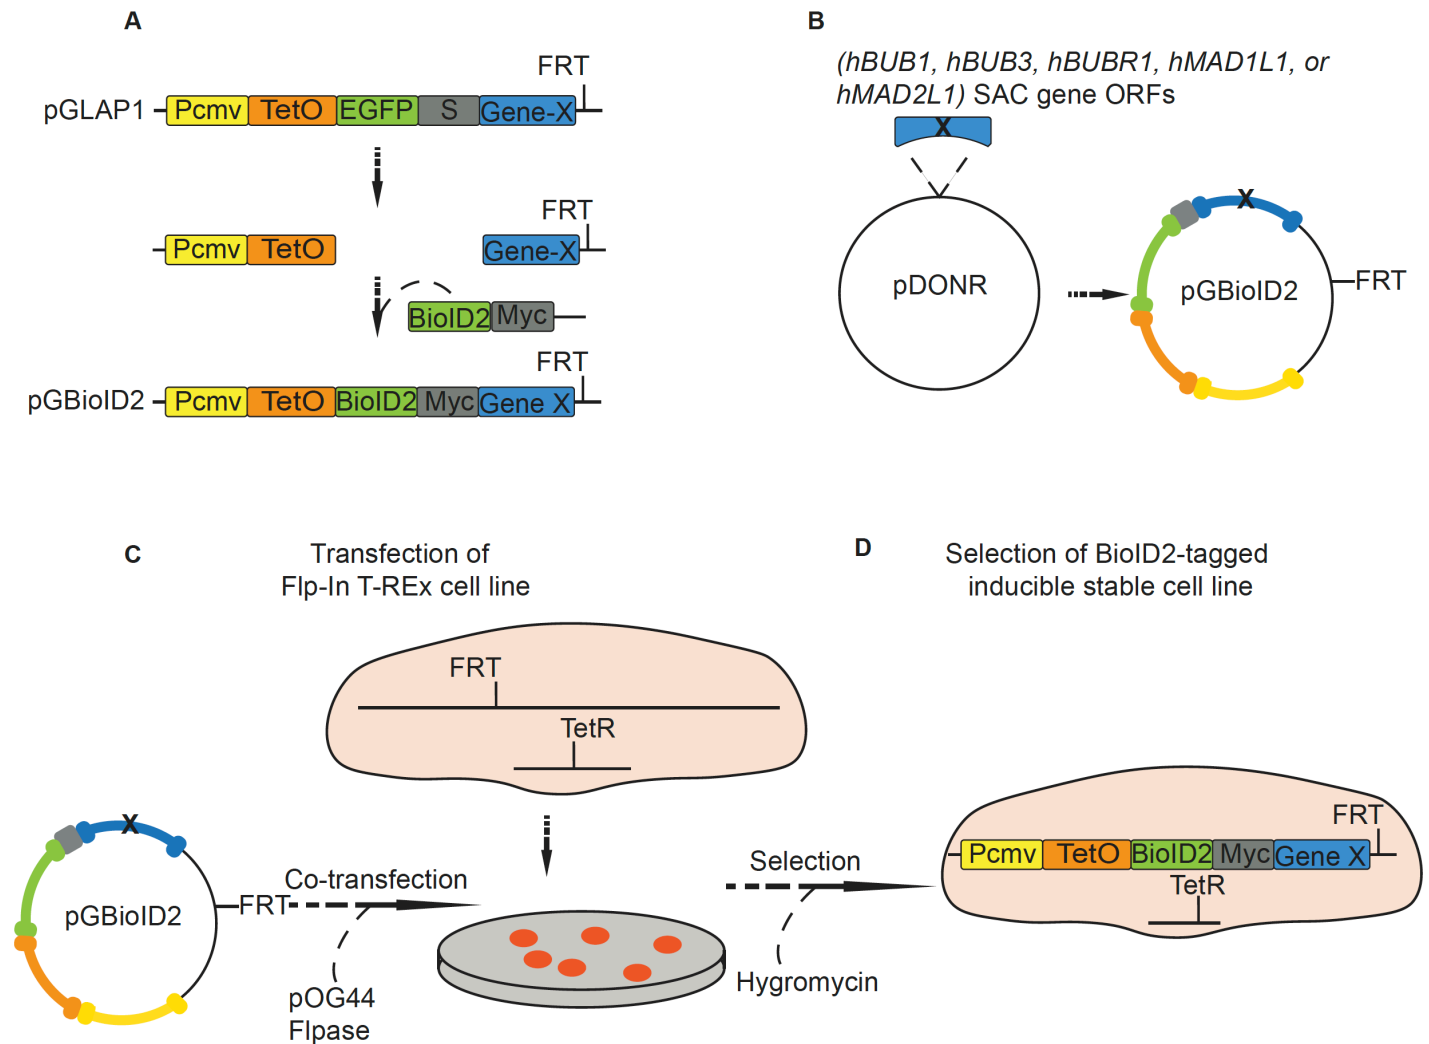 A
FRT
pGLAP1 Pcmv TetO EGFP S Gene-X
FRT
Pcmv TetO Gene-X
BioID2 Myc
FRT
pGBioID2 Pcmv TetO BioID2 Myc Gene X
B
(hBUB1, hBUB3, hBUBR1, hMAD1L1, or
hMAD2L1) SAC gene ORFs
X
pDONR
X
pGBioID2
FRT
C
Transfection of
Flp-In T-REx cell line
FRT
TetR
X
pGBioID2
FRT
Co-transfection
pOG44
Flpase
Selection
Hygromycin
D
Selection of BioID2-tagged
inducible stable cell line
FRT
Pcmv TetO BioID2 Myc Gene X
TetR